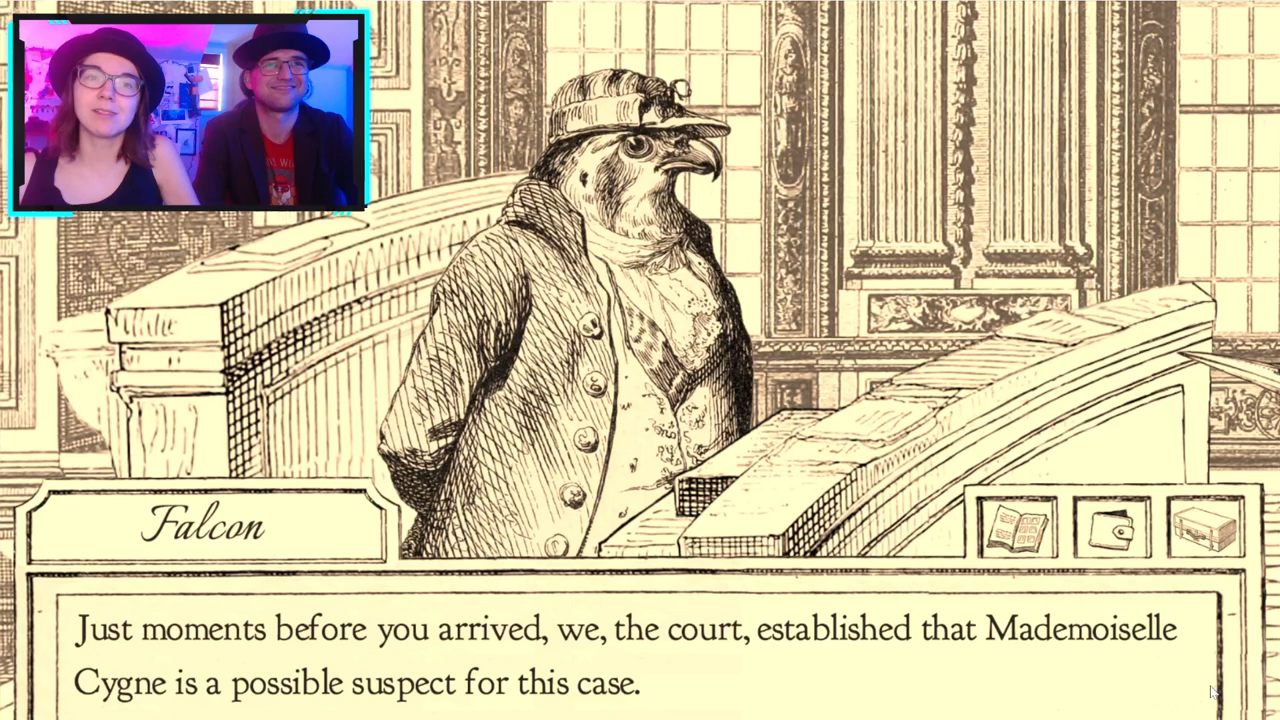 Falcon
Just moments before you arrived, we, the court, established that Mademoiselle
Cygne is a possible suspect for this case.